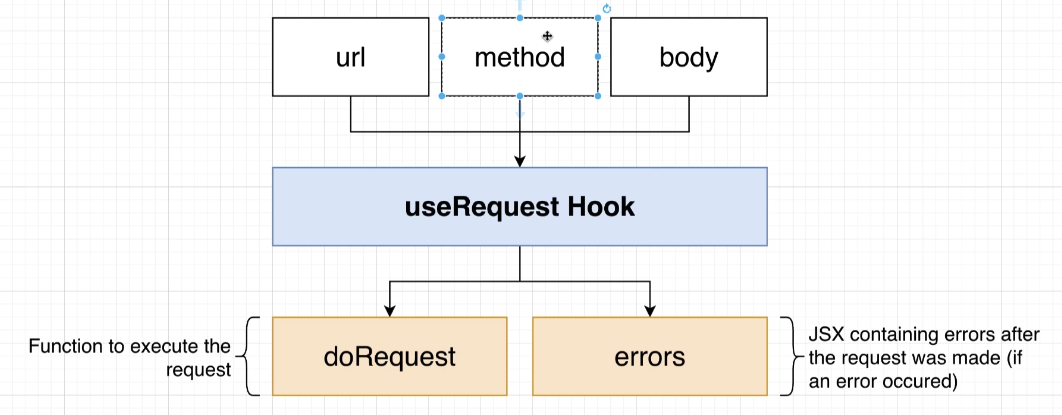 url
method
body
useRequest Hook
Function to execute the
request
doRequest
errors
JSX containing errors after
the request was made (if
an error occured)